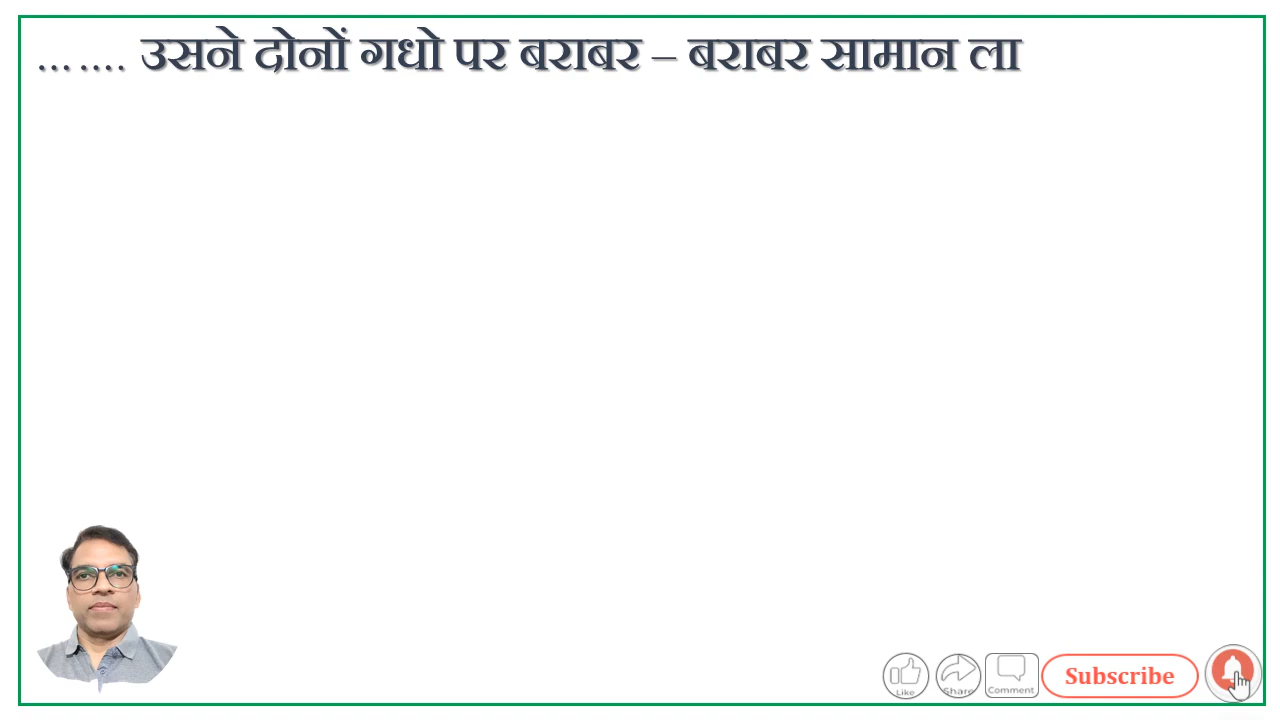 ……. उसने दोनों गधो पर बराबर – बराबर सामान ला
Like
Share
Comment
Subscribe